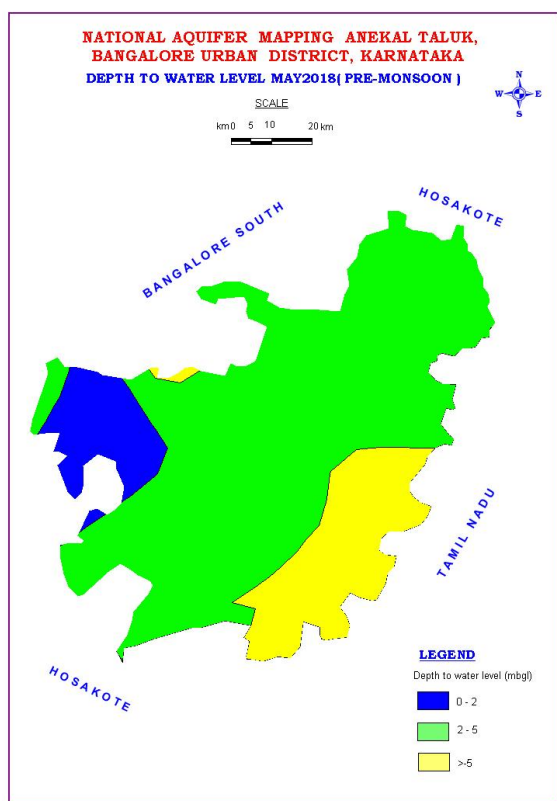 NATIONAL AQUIFER MAPPING ANEKAL TALUK,
BANGALORE URBAN DISTRICT, KARNATAKA
DEPTH TO WATER LEVEL MAY2018( PRE-MONSOON )
N
W E
S
SCALE
km0 5 10 20 km
HOSAKOTE
BANGALORE SOUTH
TAMIL NADU
HOSAKOTE
LEGEND
Depth to water level (mbgl)
0 - 2
2 - 5
>-5